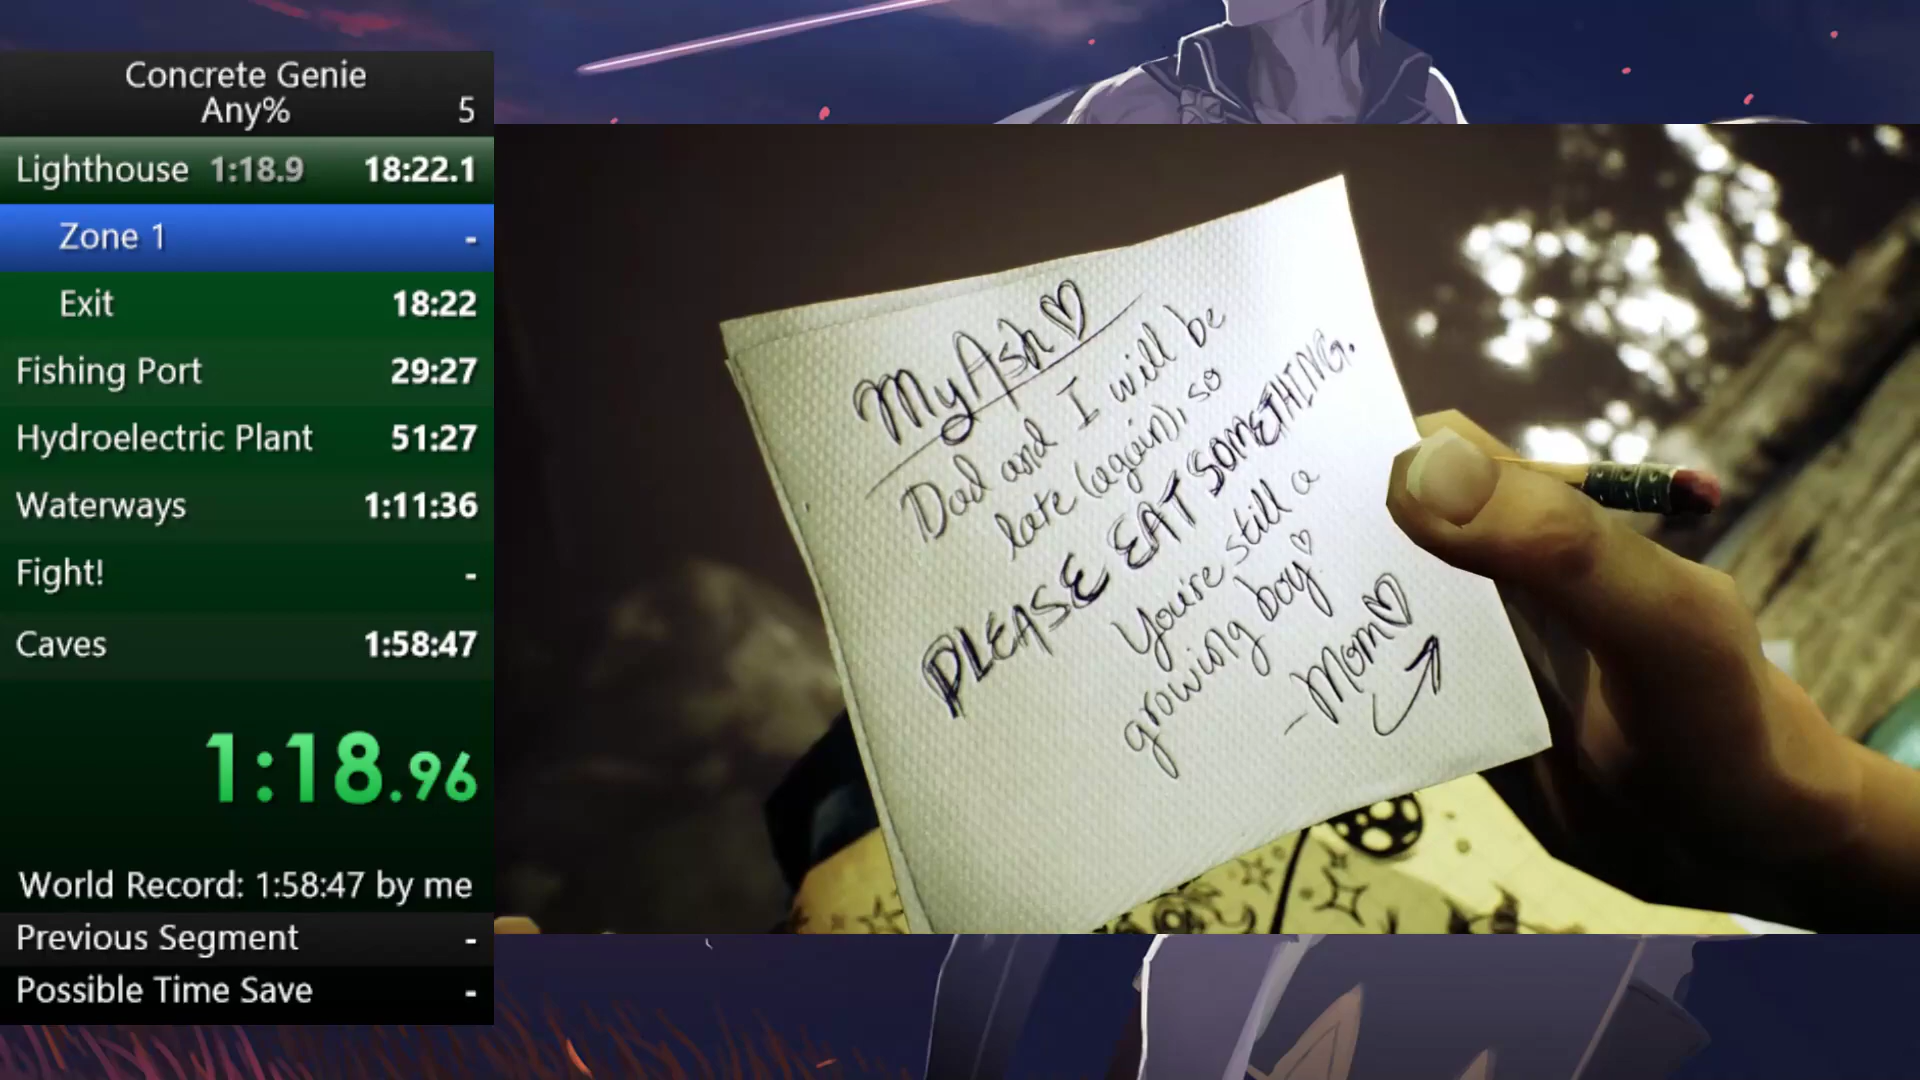 Concrete Genie
Any% 5
Lighthouse 1:18.9 18:22.1
Zone 1 -
Exit 18:22
Fishing Port 29:27
Hydroelectric Plant 51:27
Waterways 1:11:36
Fight! -
Caves 1:58:47
1:18.96
World Record: 1:58:47 by me
Previous Segment -
Possible Time Save -
My Ash♡
Dad and I will be
late (again), so
PLEASE EAT SOMETHING.
You're still a
growing boy♡
-Mom♡